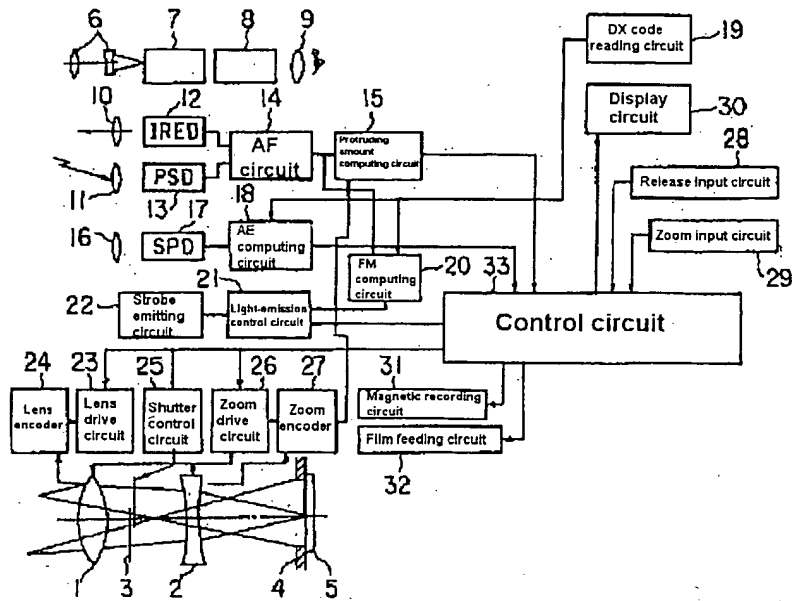 6
7
8
9
DX code
reading circuit
19
10
12
14
15
Display
circuit
30
IRED
AF
circuit
Protruding
amount
computing circuit
28
11
PSD
13
17
18
Release input circuit
16
SPD
AE
computing
circuit
Zoom input circuit
29
FM
computing
circuit
20
33
21
22
Strobe
emitting
circuit
Light-emission
control circuit
Control circuit
24
23
25
26
27
31
Lens
encoder
Lens
drive
circuit
Shutter
control
circuit
Zoom
drive
circuit
Zoom
encoder
Magnetic recording
circuit
Film feeding circuit
32
1
3
2
4
5